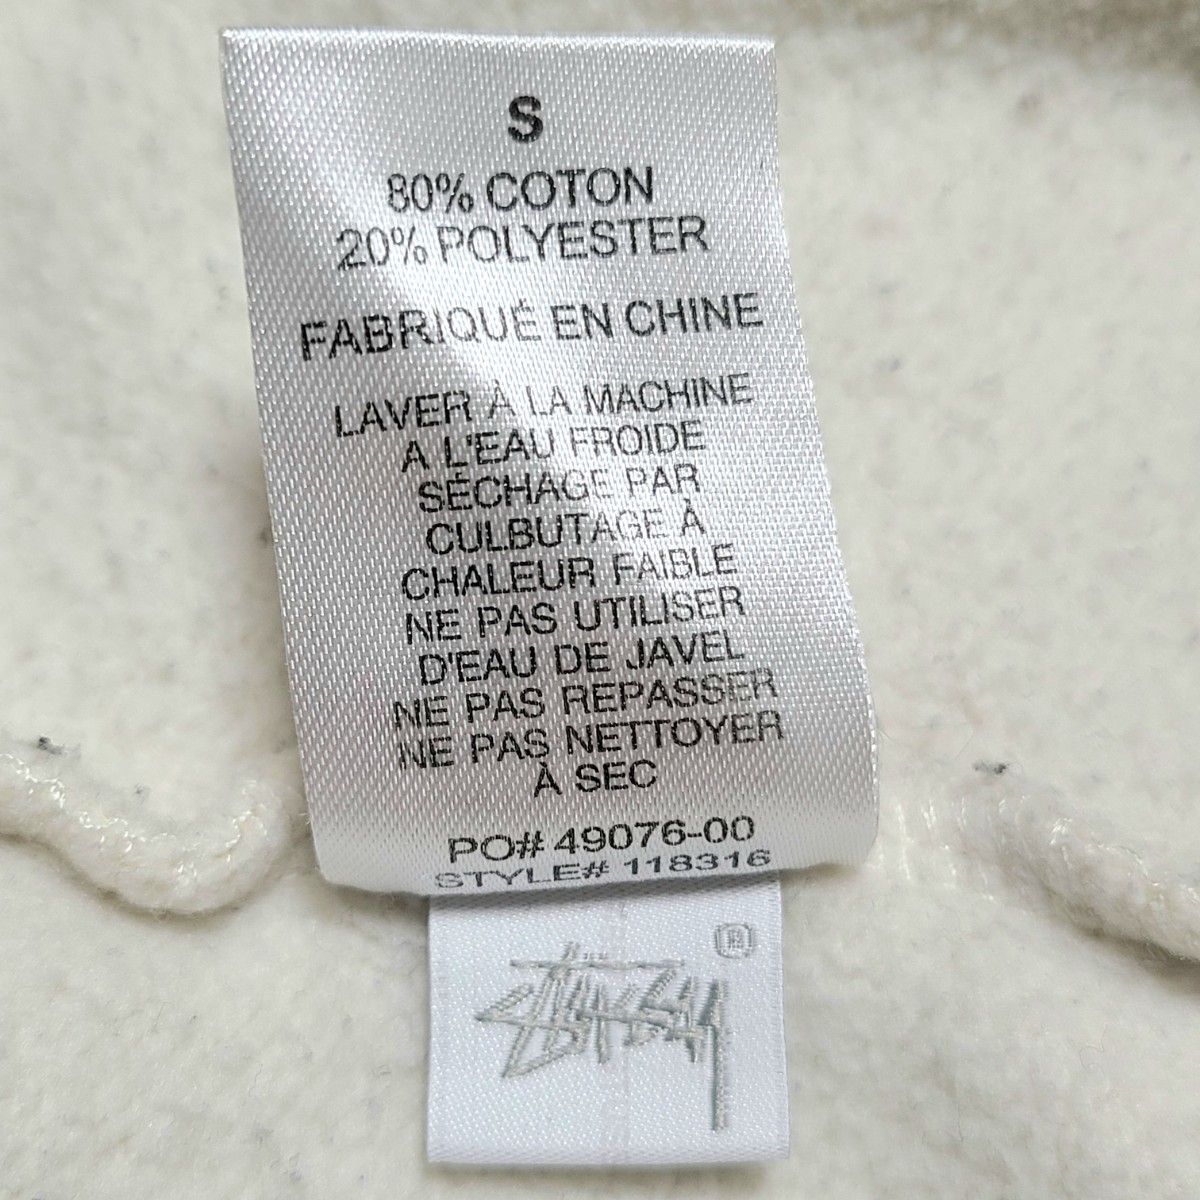 S
80% COTON
20% POLYESTER
FABRIQUÉ EN CHINE
LAVER À LA MACHINE
A L'EAU FROIDE
SÉCHAGE PAR
CULBUTAGE À
CHALEUR FAIBLE
NE PAS UTILISER
D'EAU DE JAVEL
NE PAS REPASSER
NE PAS NETTOYER
À SEC
PO# 49076-00
STYLE# 118316
®
Stüssy